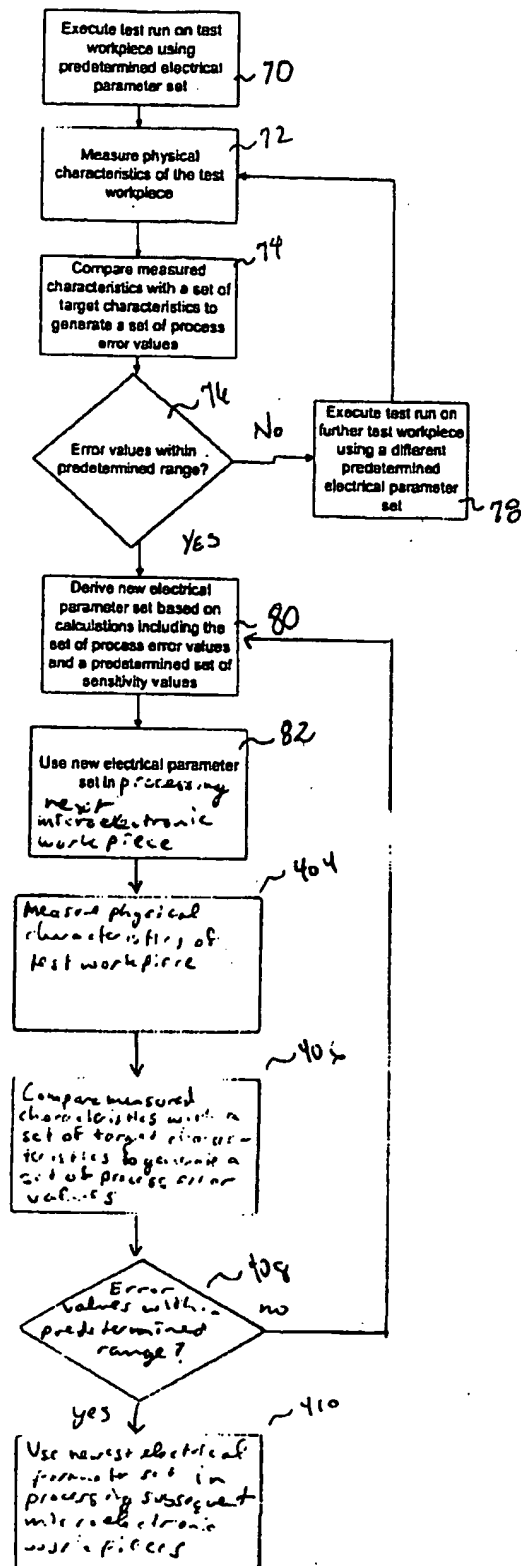 Execute test run on test
workpiece using
predetermined electrical
parameter set
70
72
Measure physical
characteristics of the test
workpiece
74
Compare measured
characteristics with a set of
target characteristics to
generate a set of process
error values
76
Error values within
predetermined range?
No
Execute test run on
further test workpiece
using a different
predetermined
electrical parameter
set
78
YES
Derive new electrical
parameter set based on
calculations including the
set of process error values
and a predetermined set of
sensitivity values
80
82
Use new electrical parameter
set in processing
next
microelectronic
workpiece
404
Measure physical
characteristics of
test workpiece
406
Compare measured
characteristics with a
set of target charac-
teristics to generate a
set of process error
values
408
Error
values within
predetermined
range?
no
yes
410
Use newest electrical
parameter set in
processing subsequent
microelectronic
workpieces